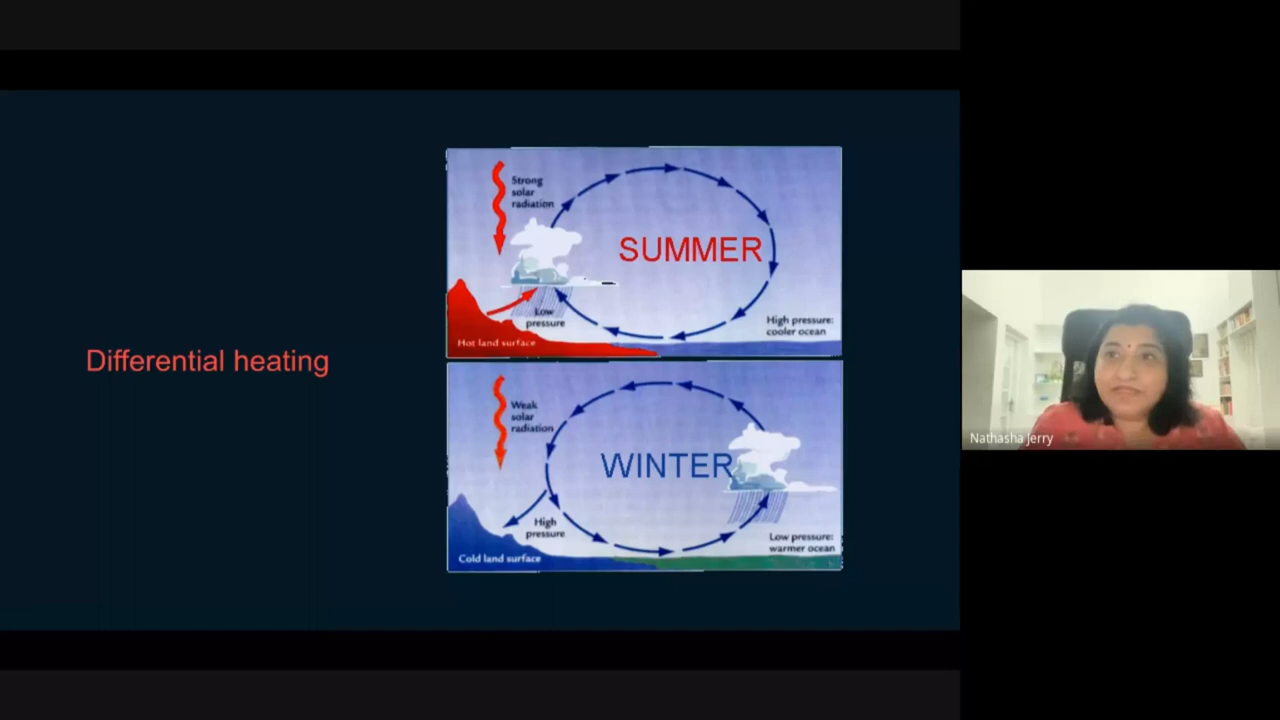 Differential heating
Strong
solar
radiation
SUMMER
Low
pressure
High pressure:
cooler ocean
Hot land surface
Weak
solar
radiation
WINTER
High
pressure
Low pressure:
warmer ocean
Cold land surface
Nathasha Jerry